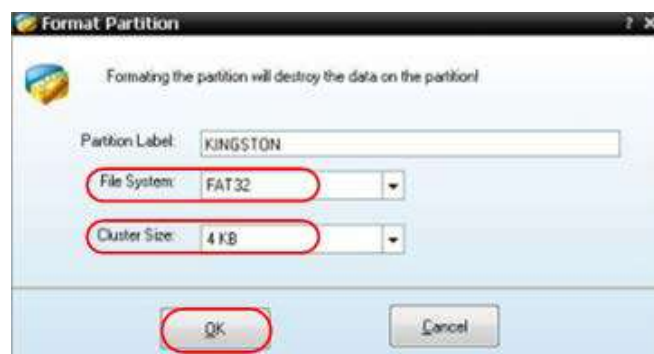 Format Partition
Formating the partition will destroy the data on the partition!
Partition Label:
KINGSTON
File System:
FAT32
Cluster Size:
4 KB
OK
Cancel